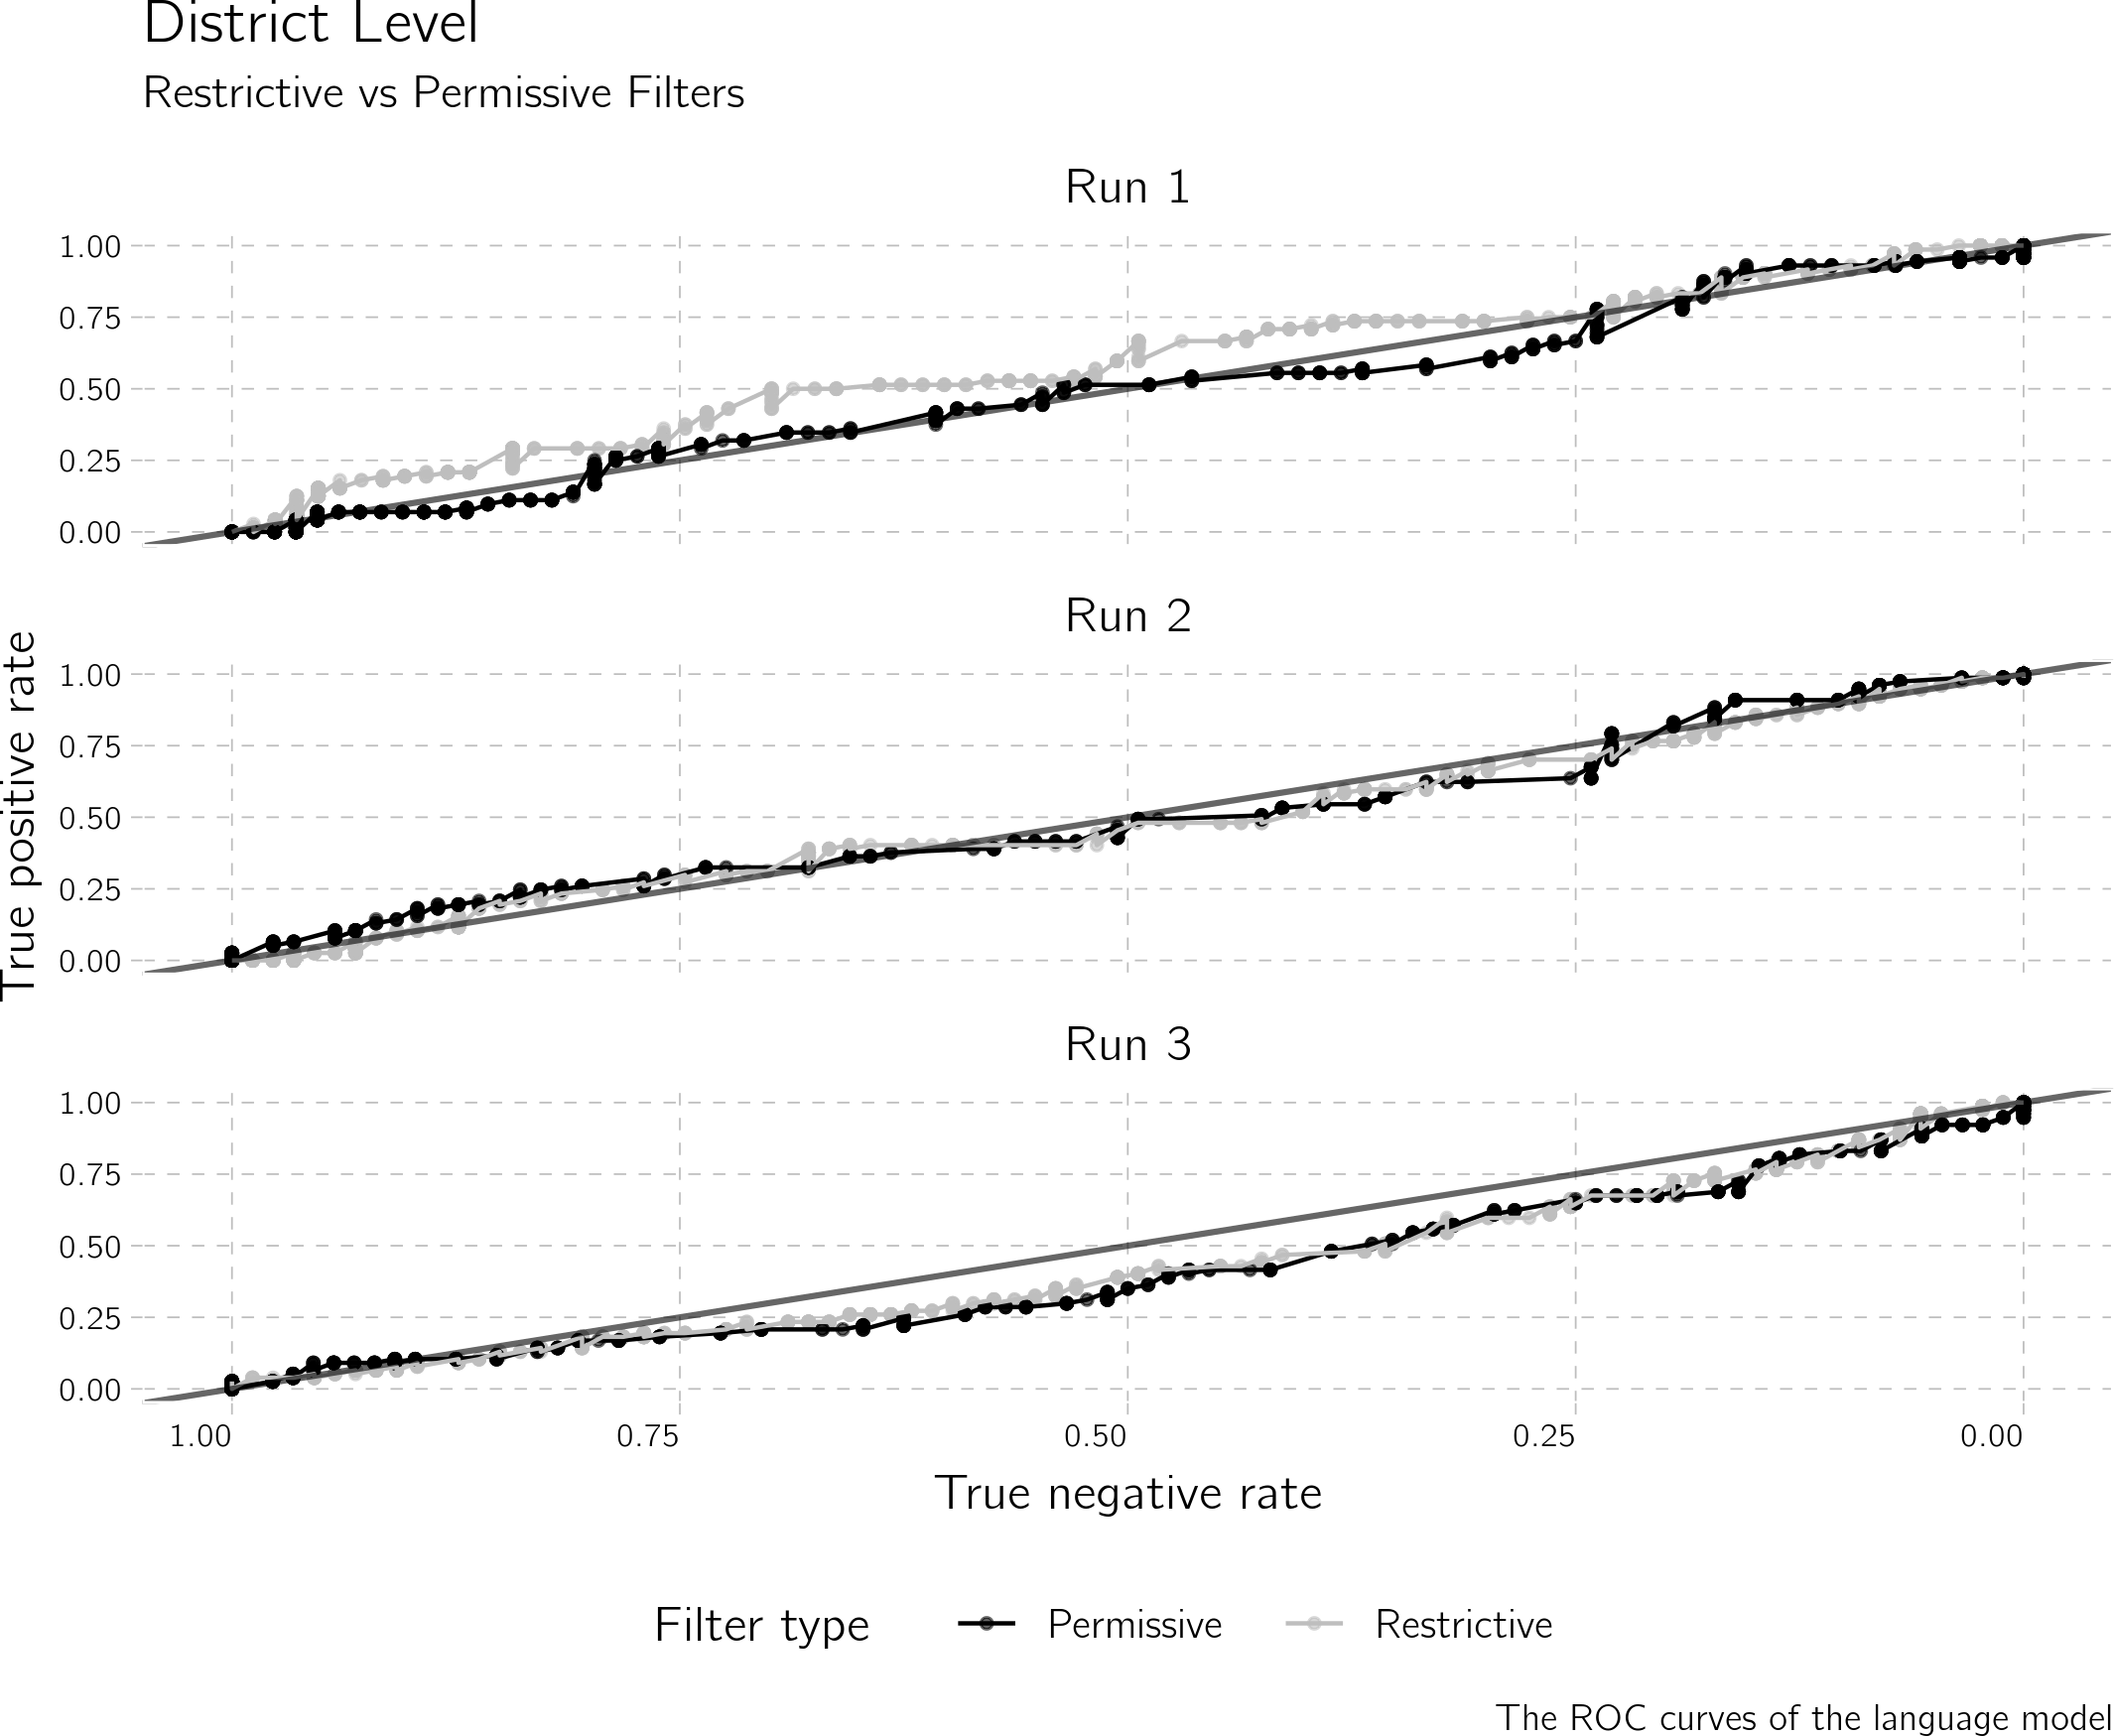 District Level
Restrictive vs Permissive Filters
Run 1
1.00
0.75
0.50
0.25
0.00
Run 2
1.00
0.75
0.50
0.25
0.00
Run 3
1.00
0.75
0.50
0.25
0.00
True positive rate
1.00 0.75 0.50 0.25 0.00
True negative rate
Filter type Permissive Restrictive
The ROC curves of the language model